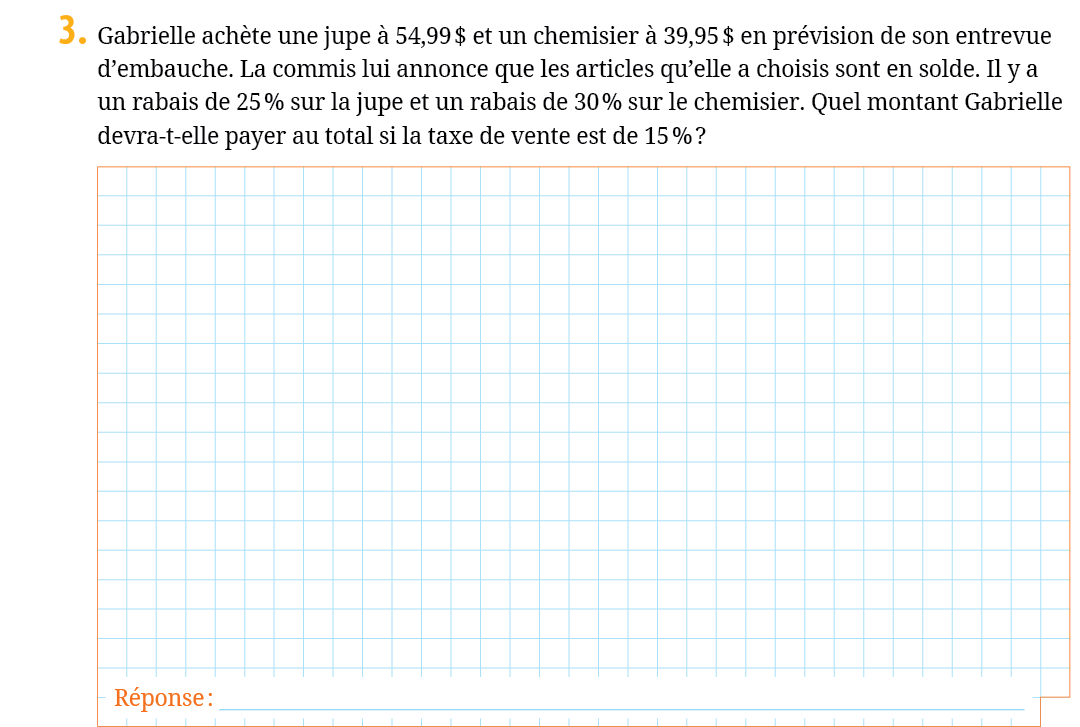 3. Gabrielle achète une jupe à 54,99 $ et un chemisier à 39,95 $ en prévision de son entrevue
d’embauche. La commis lui annonce que les articles qu’elle a choisis sont en solde. Il y a
un rabais de 25 % sur la jupe et un rabais de 30 % sur le chemisier. Quel montant Gabrielle
devra-t-elle payer au total si la taxe de vente est de 15 % ?
Réponse :